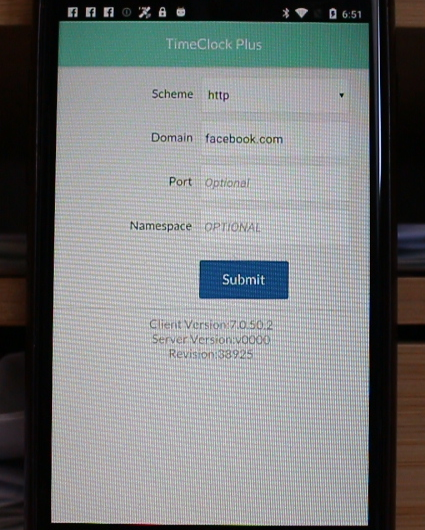 6:51
TimeClock Plus
Scheme http
Domain facebook.com
Port Optional
Namespace OPTIONAL
Submit
Client Version:7.0.50.2
Server Version:v0000
Revision:38925